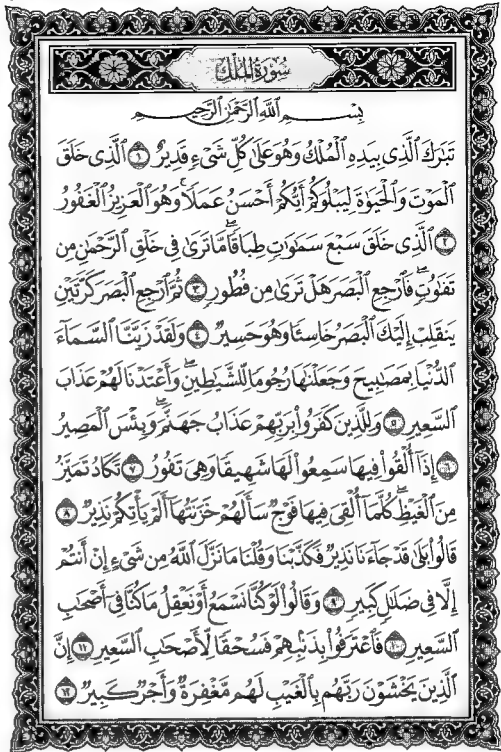 سُورَةُ المُلْكِ
بِسْمِ اللَّهِ الرَّحْمَٰنِ الرَّحِيمِ
تَبَٰرَكَ ٱلَّذِى بِيَدِهِ ٱلْمُلْكُ وَهُوَ عَلَىٰ كُلِّ شَىْءٍ قَدِيرٌ ١ ٱلَّذِى خَلَقَ
ٱلْمَوْتَ وَٱلْحَيَوٰةَ لِيَبْلُوَكُمْ أَيُّكُمْ أَحْسَنُ عَمَلًا ۚ وَهُوَ ٱلْعَزِيزُ ٱلْغَفُورُ
٢ ٱلَّذِى خَلَقَ سَبْعَ سَمَٰوَٰتٍ طِبَاقًا ۖ مَّا تَرَىٰ فِى خَلْقِ ٱلرَّحْمَٰنِ مِن
تَفَٰوُتٍ ۖ فَٱرْجِعِ ٱلْبَصَرَ هَلْ تَرَىٰ مِن فُطُورٍ ٣ ثُمَّ ٱرْجِعِ ٱلْبَصَرَ كَرَّتَيْنِ
يَنقَلِبْ إِلَيْكَ ٱلْبَصَرُ خَاسِئًا وَهُوَ حَسِيرٌ ٤ وَلَقَدْ زَيَّنَّا ٱلسَّمَآءَ
ٱلدُّنْيَا بِمَصَٰبِيحَ وَجَعَلْنَٰهَا رُجُومًا لِّلشَّيَٰطِينِ ۖ وَأَعْتَدْنَا لَهُمْ عَذَابَ
ٱلسَّعِيرِ ٥ وَلِلَّذِينَ كَفَرُوا۟ بِرَبِّهِمْ عَذَابُ جَهَنَّمَ ۖ وَبِئْسَ ٱلْمَصِيرُ
٦ إِذَآ أُلْقُوا۟ فِيهَا سَمِعُوا۟ لَهَا شَهِيقًا وَهِىَ تَفُورُ ٧ تَكَادُ تَمَيَّزُ
مِنَ ٱلْغَيْظِ ۖ كُلَّمَآ أُلْقِىَ فِيهَا فَوْجٌ سَأَلَهُمْ خَزَنَتُهَآ أَلَمْ يَأْتِكُمْ نَذِيرٌ ٨
قَالُوا۟ بَلَىٰ قَدْ جَآءَنَا نَذِيرٌ فَكَذَّبْنَا وَقُلْنَا مَا نَزَّلَ ٱللَّهُ مِن شَىْءٍ إِنْ أَنتُمْ
إِلَّا فِى ضَلَٰلٍ كَبِيرٍ ٩ وَقَالُوا۟ لَوْ كُنَّا نَسْمَعُ أَوْ نَعْقِلُ مَا كُنَّا فِىٓ أَصْحَٰبِ
ٱلسَّعِيرِ ١٠ فَٱعْتَرَفُوا۟ بِذَنۢبِهِمْ فَسُحْقًا لِّأَصْحَٰبِ ٱلسَّعِيرِ ١١ إِنَّ
ٱلَّذِينَ يَخْشَوْنَ رَبَّهُم بِٱلْغَيْبِ لَهُم مَّغْفِرَةٌ وَأَجْرٌ كَبِيرٌ ١٢